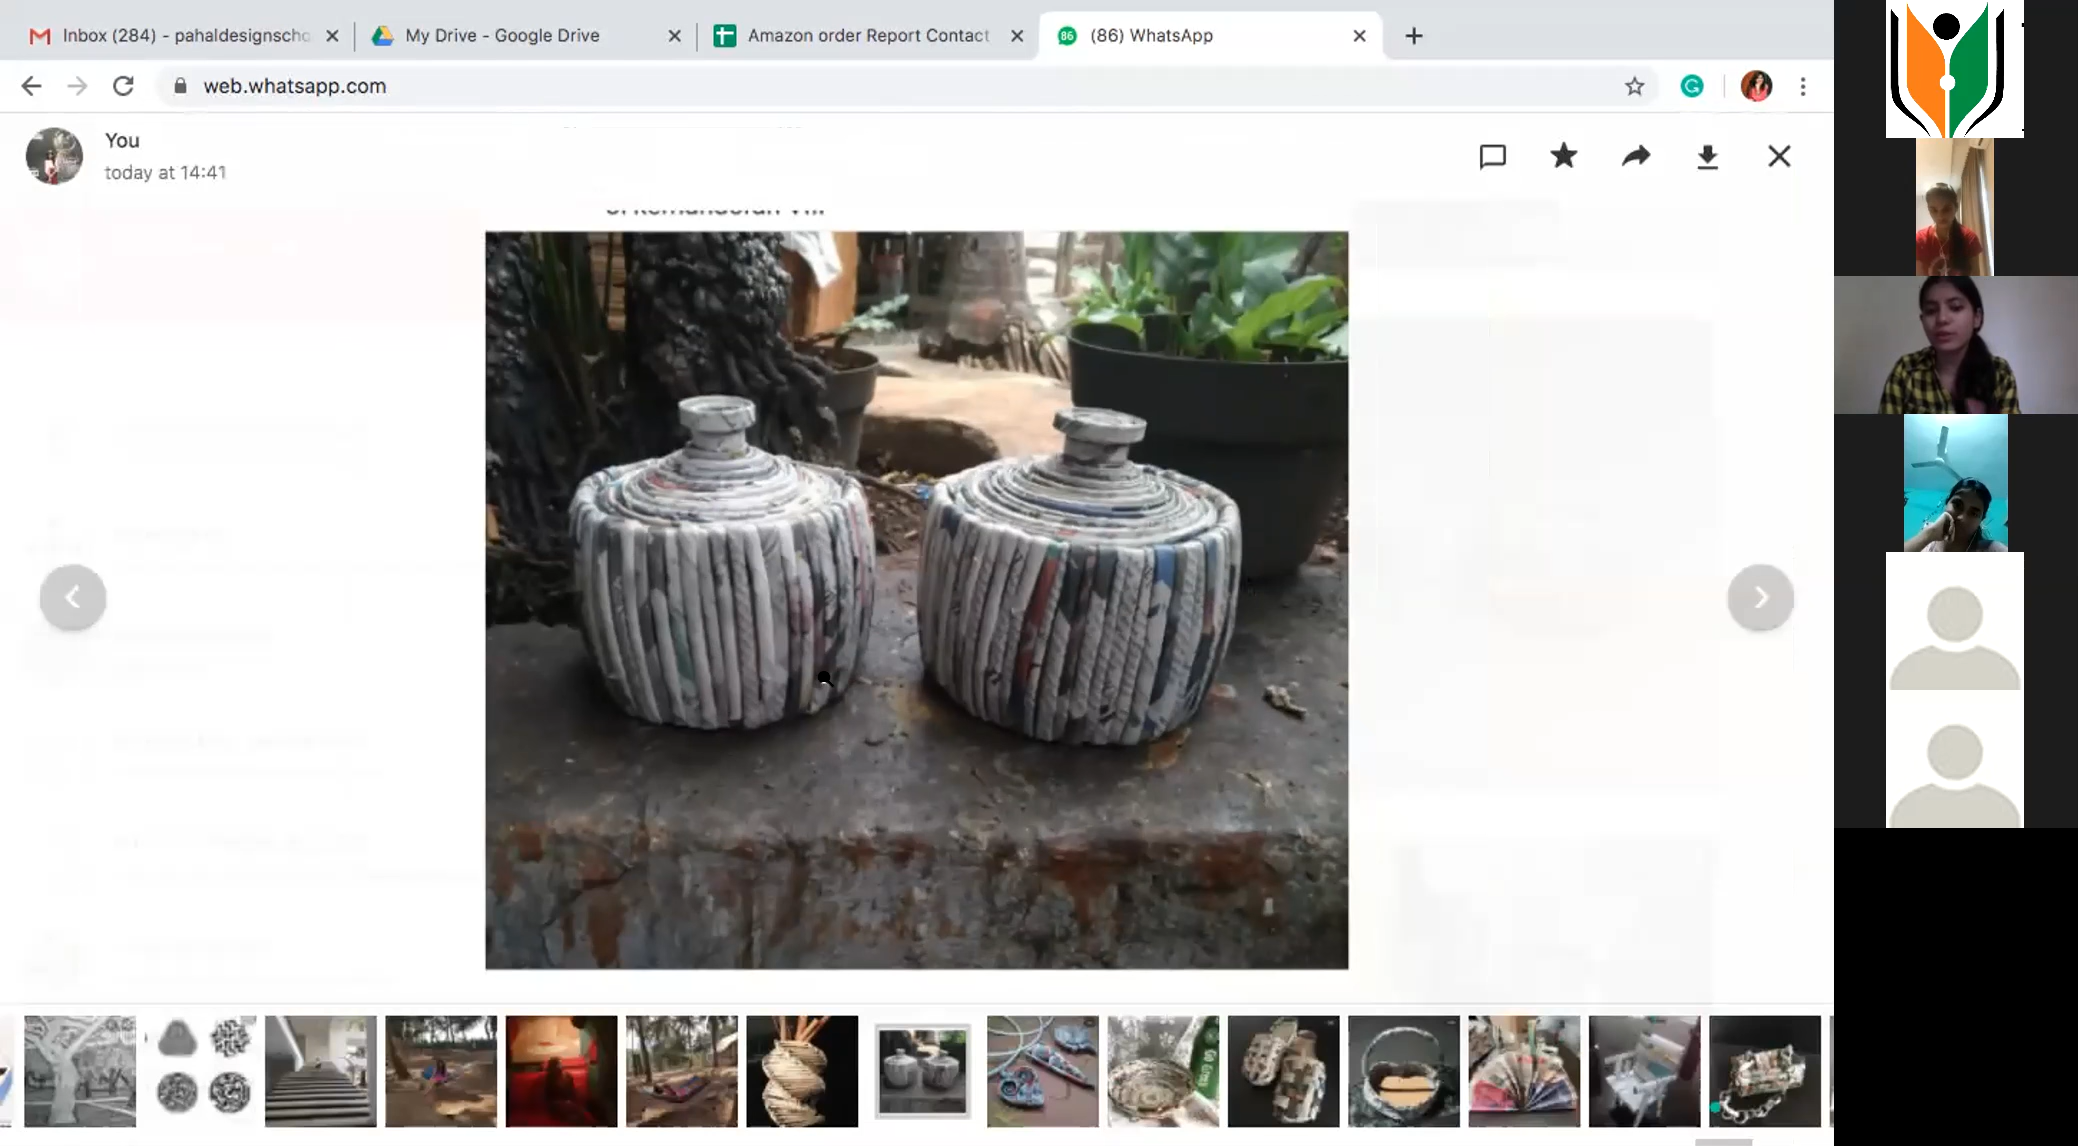 Inbox (284) - pahaldesignscho
My Drive - Google Drive
Amazon order Report Contact
86
(86) WhatsApp
web.whatsapp.com
You
today at 14:41